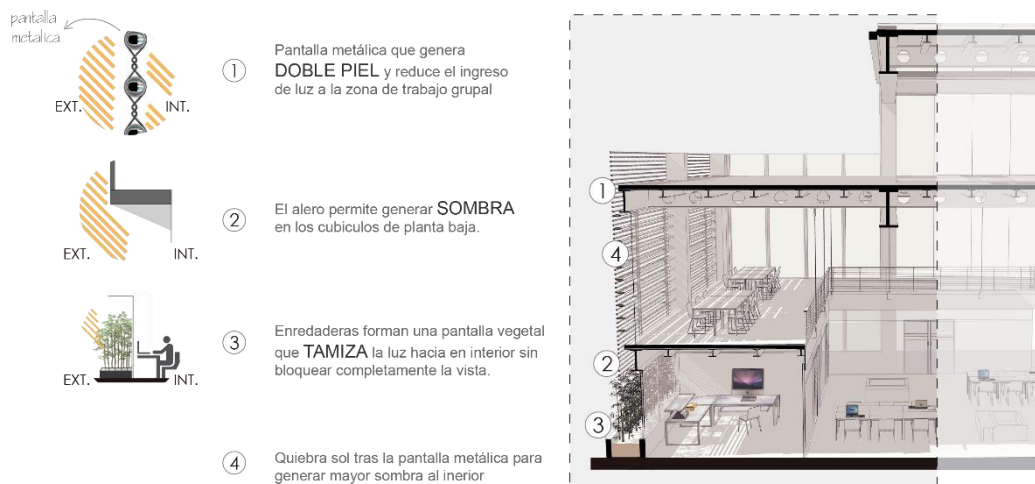 pantalla
metalica
EXT.
INT.
1
Pantalla metálica que genera
DOBLE PIEL y reduce el ingreso
de luz a la zona de trabajo grupal
EXT.
INT.
2
El alero permite generar SOMBRA
en los cubiculos de planta baja.
EXT.
INT.
3
Enredaderas forman una pantalla vegetal
que TAMIZA la luz hacia en interior sin
bloquear completamente la vista.
4
Quiebra sol tras la pantalla metálica para
generar mayor sombra al inerior
1
4
2
3